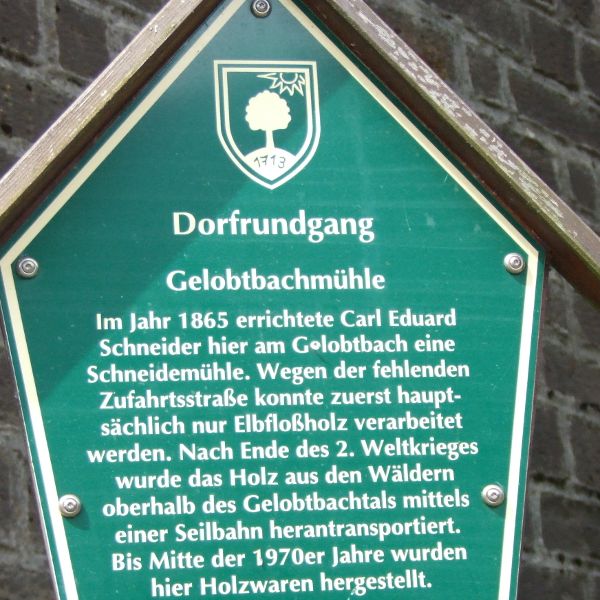 1713
Dorfrundgang
Gelobtbachmühle
Im Jahr 1865 errichtete Carl Eduard
Schneider hier am Gelobtbach eine
Schneidemühle. Wegen der fehlenden
Zufahrtsstraße konnte zuerst haupt-
sächlich nur Elbfloßholz verarbeitet
werden. Nach Ende des 2. Weltkrieges
wurde das Holz aus den Wäldern
oberhalb des Gelobtbachtals mittels
einer Seilbahn herantransportiert.
Bis Mitte der 1970er Jahre wurden
hier Holzwaren hergestellt.